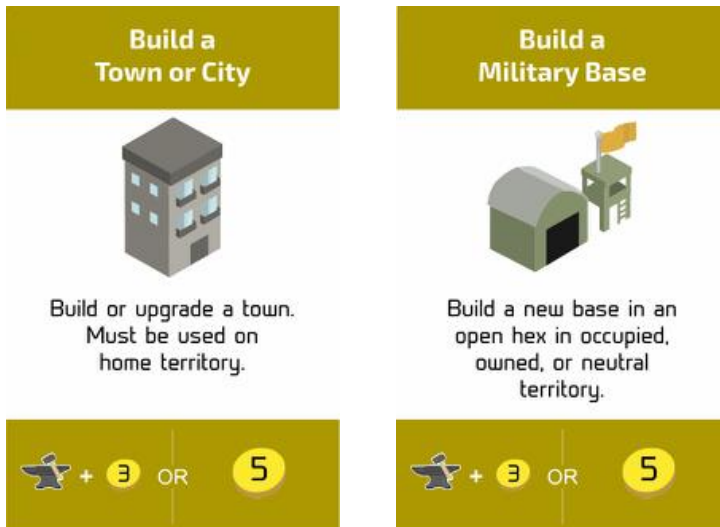 Build a
Town or City
Build or upgrade a town.
Must be used on
home territory.
+ 3 OR 5
Build a
Military Base
Build a new base in an
open hex in occupied,
owned, or neutral
territory.
+ 3 OR 5